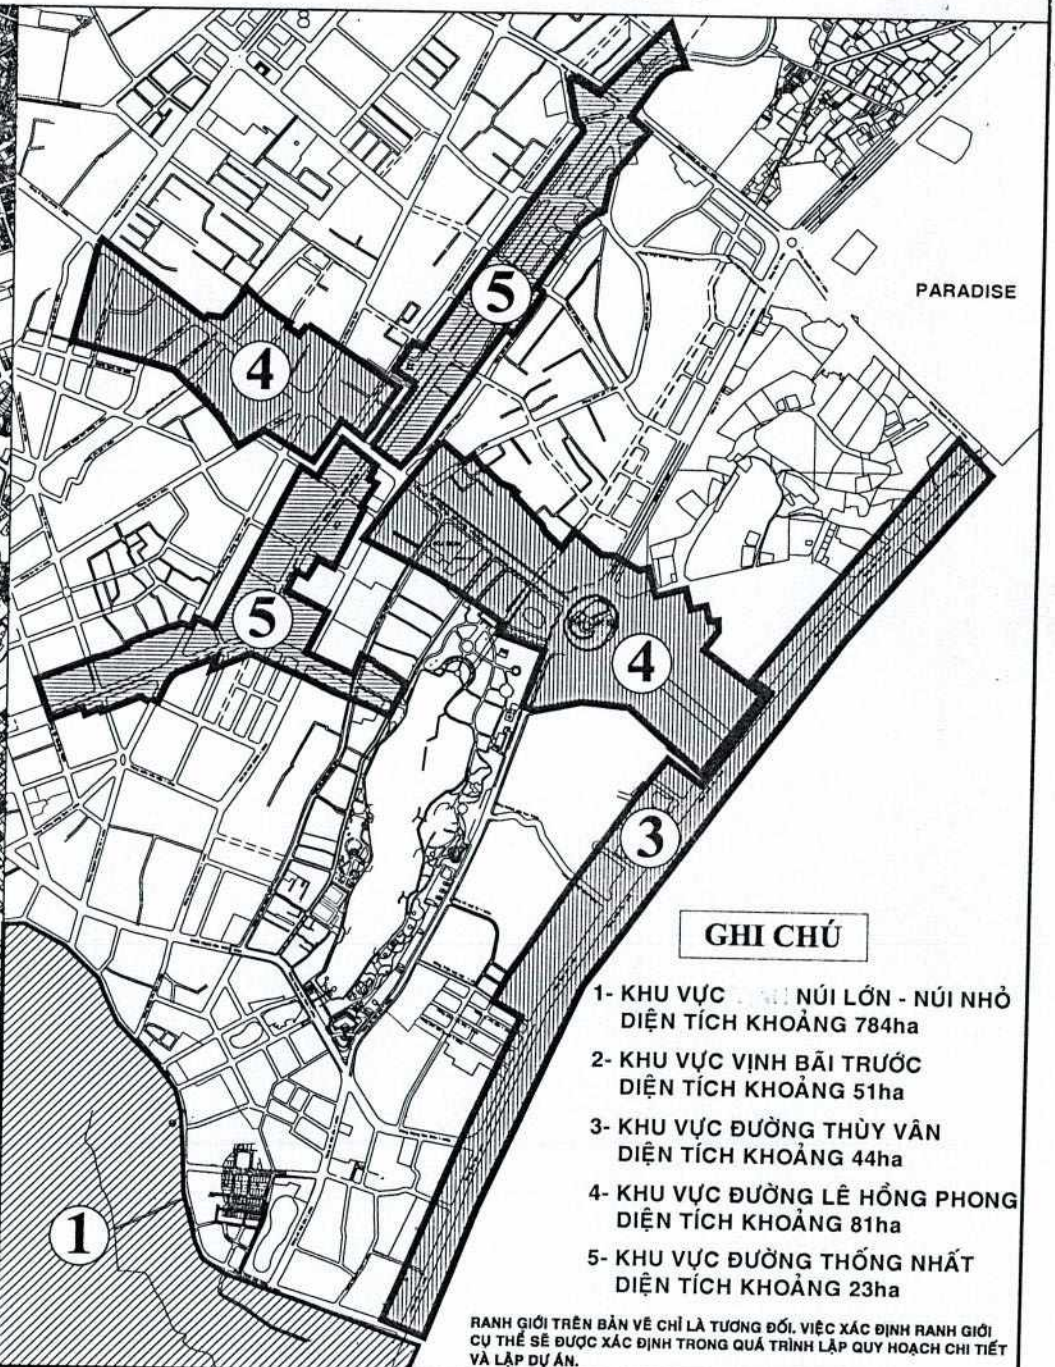 PARADISE
5
4
5
4
3
1
GHI CHÚ
1- KHU VỰC NÚI LỚN - NÚI NHỎ
DIỆN TÍCH KHOẢNG 784ha
2- KHU VỰC VỊNH BÃI TRƯỚC
DIỆN TÍCH KHOẢNG 51ha
3- KHU VỰC ĐƯỜNG THÙY VÂN
DIỆN TÍCH KHOẢNG 44ha
4- KHU VỰC ĐƯỜNG LÊ HỒNG PHONG
DIỆN TÍCH KHOẢNG 81ha
5- KHU VỰC ĐƯỜNG THỐNG NHẤT
DIỆN TÍCH KHOẢNG 23ha
RANH GIỚI TRÊN BẢN VẼ CHỈ LÀ TƯƠNG ĐỐI. VIỆC XÁC ĐỊNH RANH GIỚI
CỤ THỂ SẼ ĐƯỢC XÁC ĐỊNH TRONG QUÁ TRÌNH LẬP QUY HOẠCH CHI TIẾT
VÀ LẬP DỰ ÁN.